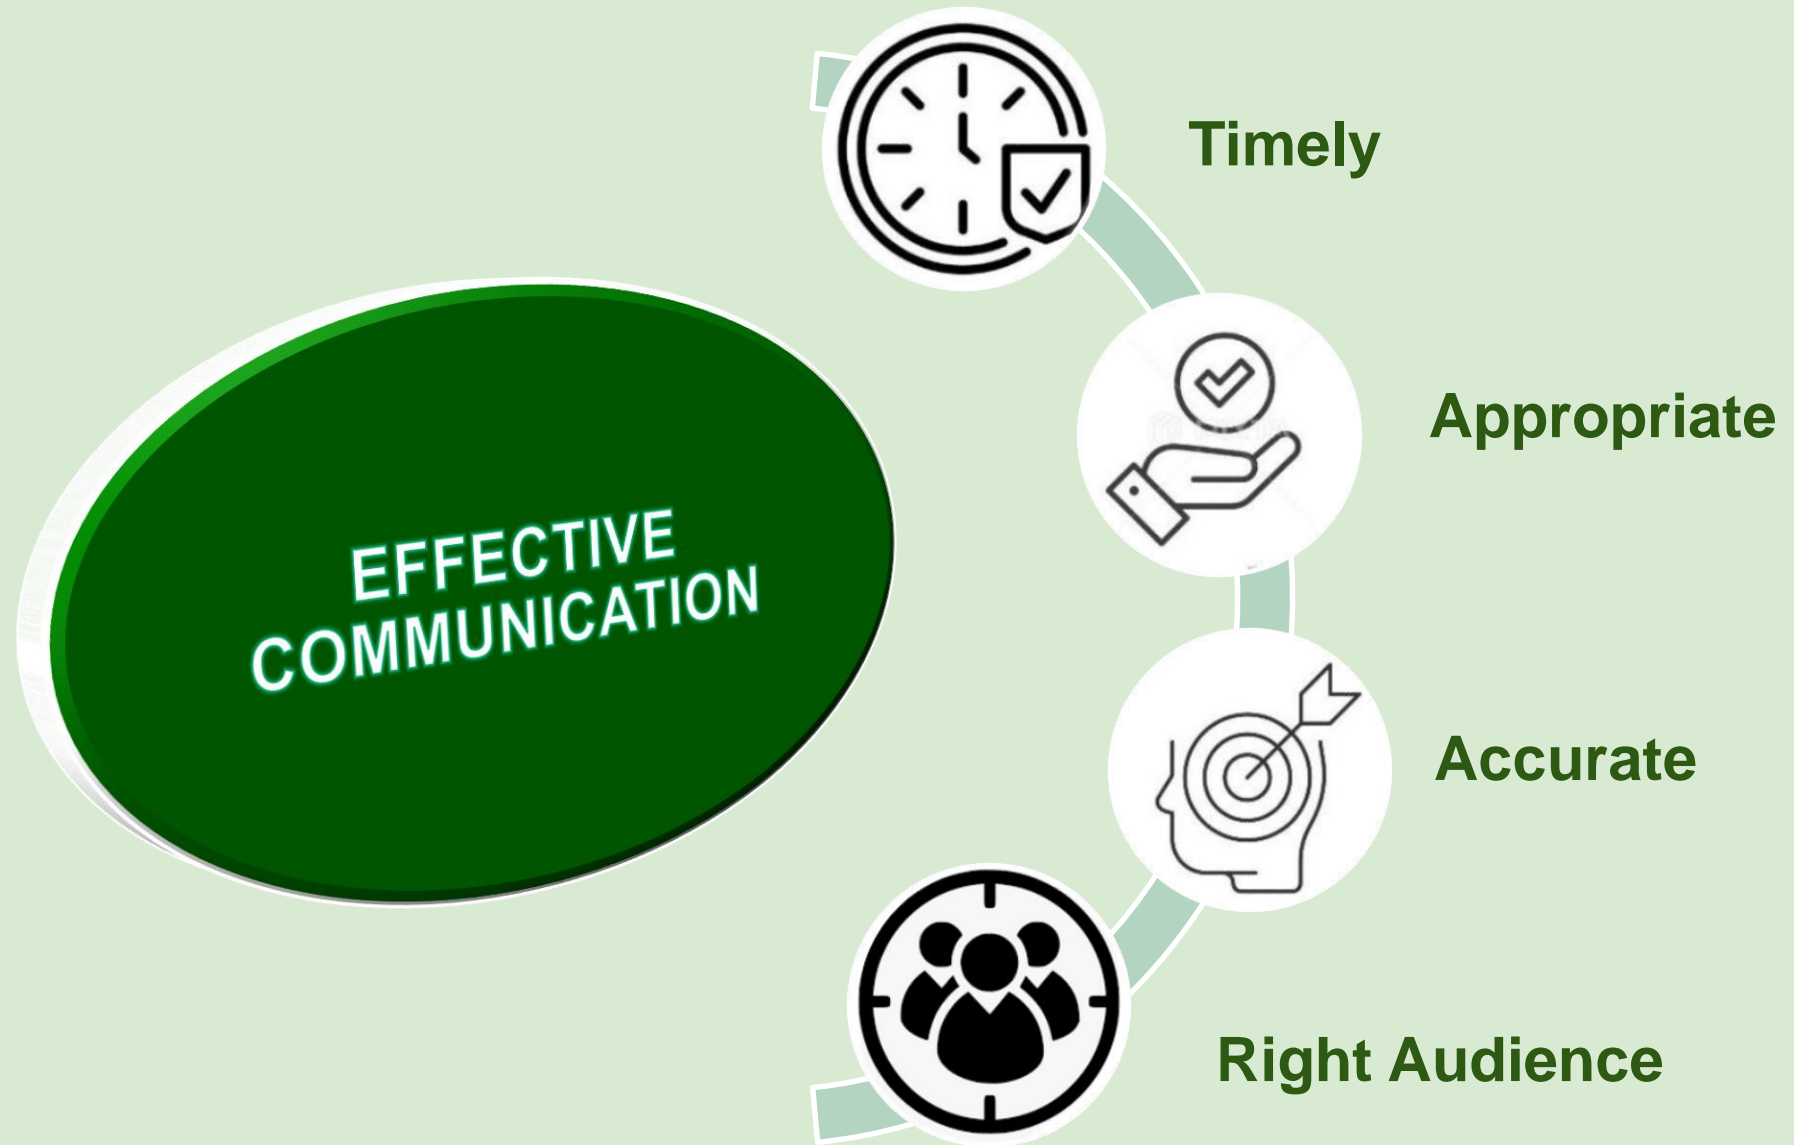 Timely
Appropriate
EFFECTIVE
COMMUNICATION
Accurate
Right Audience